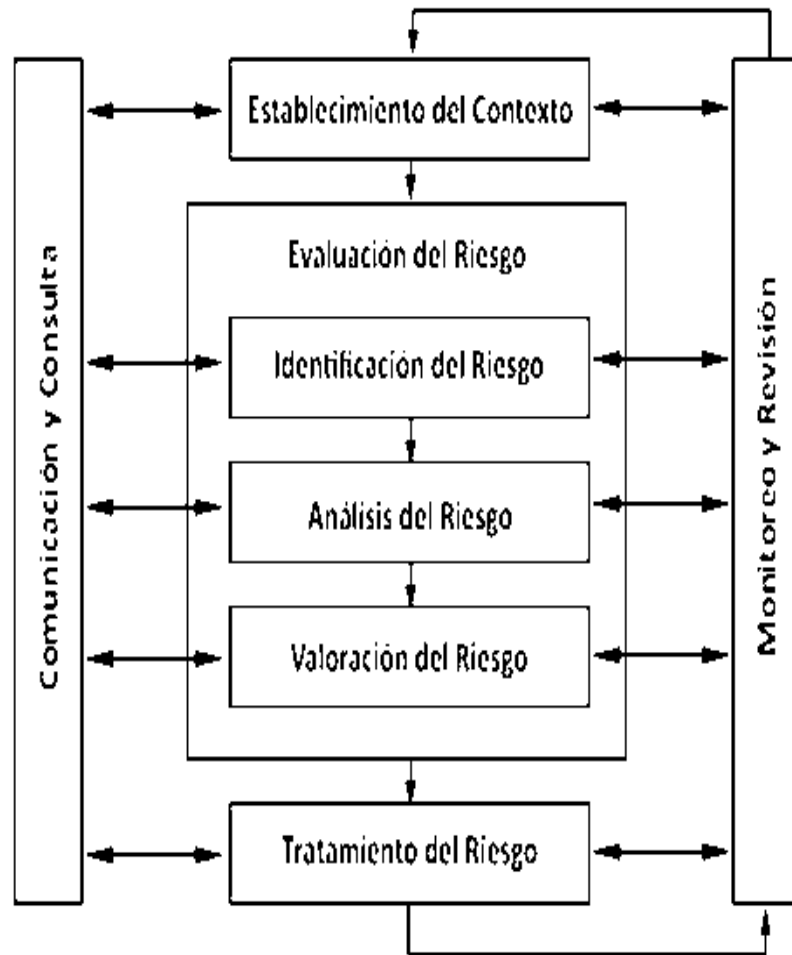 Establecimiento del Contexto
Evaluación del Riesgo
Identificación del Riesgo
Análisis del Riesgo
Valoración del Riesgo
Tratamiento del Riesgo
Comunicación y Consulta
Monitoreo y Revisión